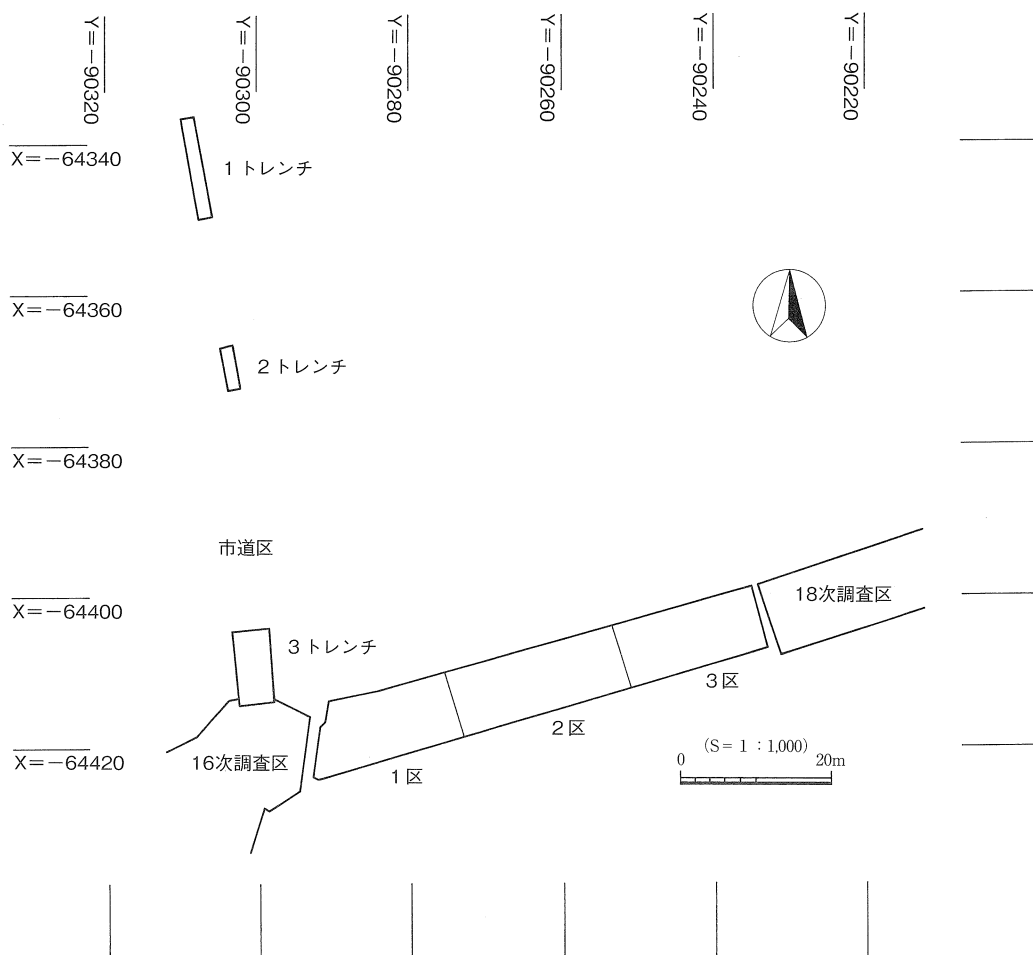 Y=−90320
Y=−90300
Y=−90280
Y=−90260
Y=−90240
Y=−90220
X=−64340
1トレンチ
X=−64360
2トレンチ
X=−64380
市道区
X=−64400
18次調査区
3トレンチ
3区
2区
X=−64420
16次調査区
1区
(S=1:1,000)
0 20m